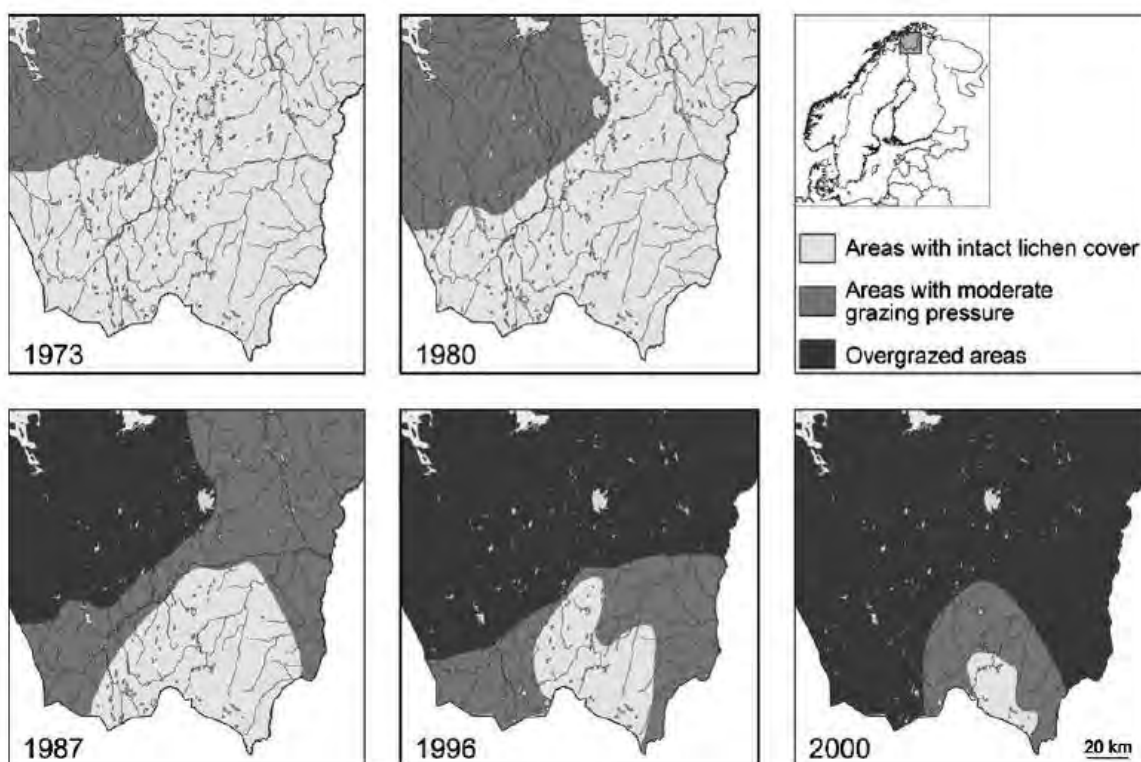 1973
1980
Areas with intact lichen cover
Areas with moderate
grazing pressure
Overgrazed areas
1987
1996
2000
20 km